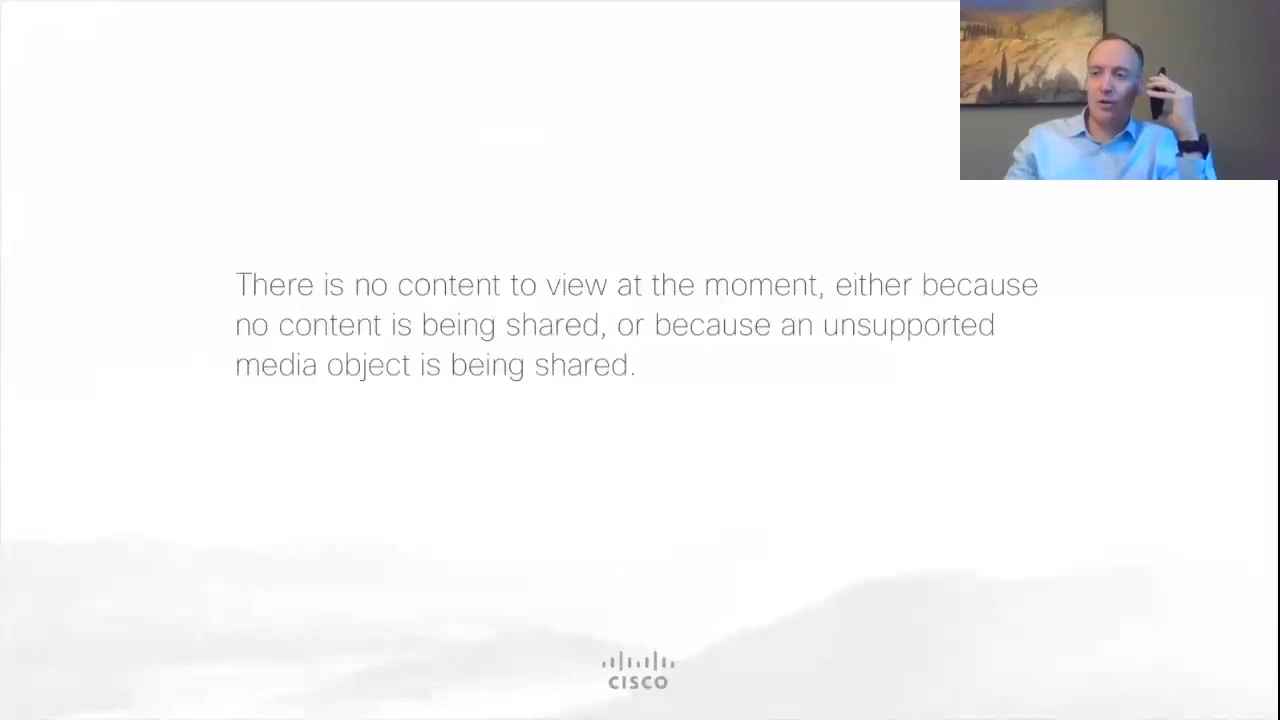 There is no content to view at the moment, either because
no content is being shared, or because an unsupported
media object is being shared.
CISCO